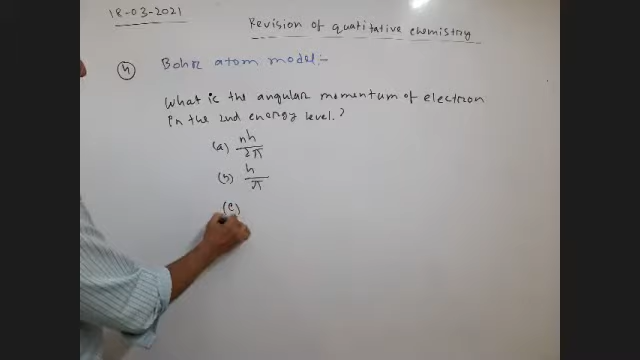 18-03-2021
Revision of quatitative chemistry
(4) Bohr atom model:-
What is the angular momentum of electron
in the 2nd energy level.?
(a) nh/2π
(b) h/π
(c)